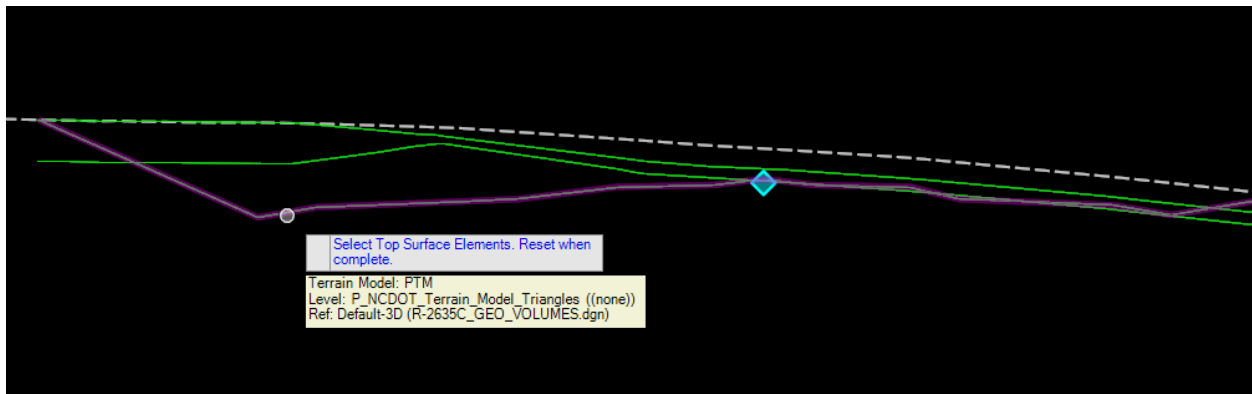 Select Top Surface Elements. Reset when
complete.
Terrain Model: PTM
Level: P_NCDOT_Terrain_Model_Triangles ((none))
Ref: Default-3D (R-2635C_GEO_VOLUMES.dgn)